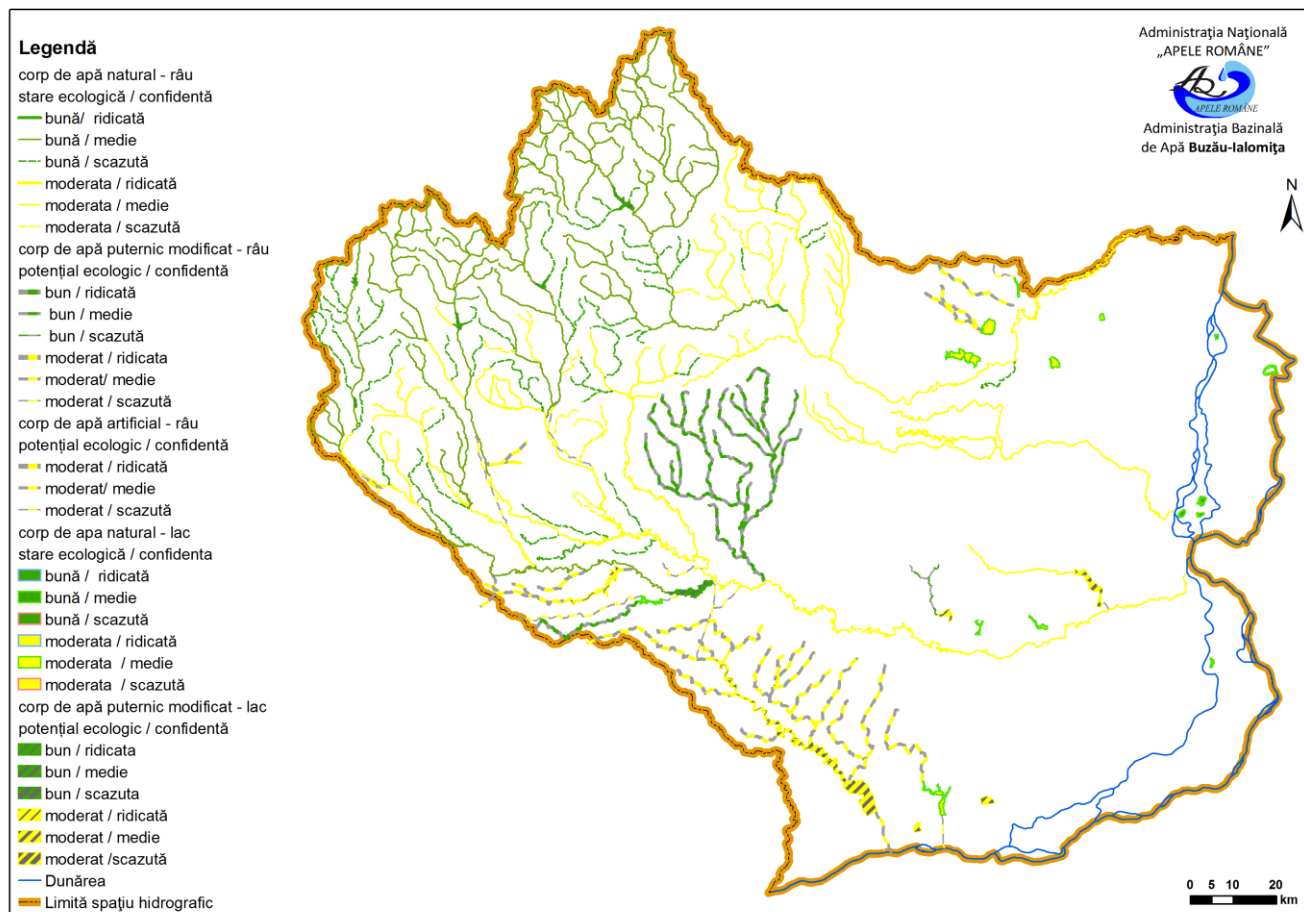 Legendă
corp de apă natural - râu
stare ecologică / confidentă
bună/ ridicată
bună / medie
bună / scazută
moderata / ridicată
moderata / medie
moderata / scazută
corp de apă puternic modificat - râu
potențial ecologic / confidentă
bun / ridicată
bun / medie
bun / scazută
moderat / ridicata
moderat/ medie
moderat / scazută
corp de apă artificial - râu
potențial ecologic / confidentă
moderat / ridicată
moderat/ medie
moderat / scazută
corp de apa natural - lac
stare ecologică / confidenta
bună / ridicată
bună / medie
bună / scazută
moderata / ridicată
moderata / medie
moderata / scazută
corp de apă puternic modificat - lac
potențial ecologic / confidentă
bun / ridicata
bun / medie
bun / scazuta
moderat / ridicată
moderat / medie
moderat /scazută
Dunărea
Limită spaţiu hidrografic
Administraţia Naţională
„APELE ROMÂNE”
APELE ROMÂNE
Administraţia Bazinală
de Apă Buzău-Ialomiţa
N
0 5 10 20
km